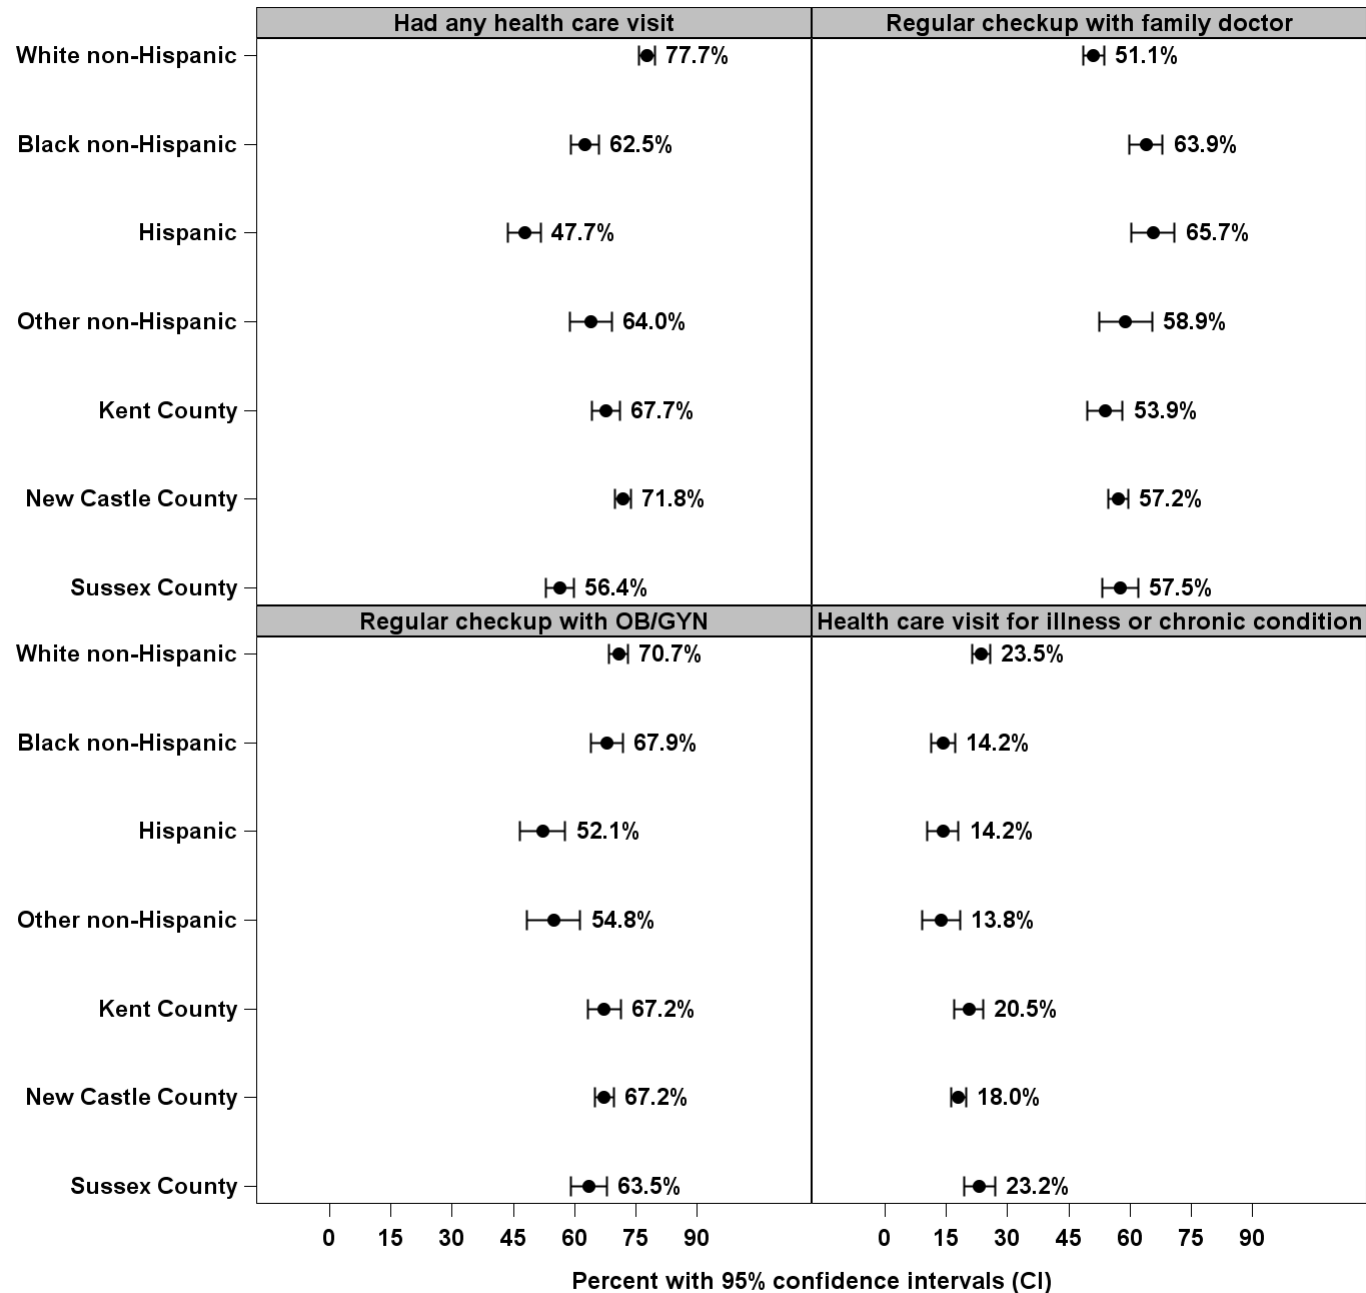 Had any health care visit Regular checkup with family doctor
White non-Hispanic 77.7% 51.1%
Black non-Hispanic 62.5% 63.9%
Hispanic 47.7% 65.7%
Other non-Hispanic 64.0% 58.9%
Kent County 67.7% 53.9%
New Castle County 71.8% 57.2%
Sussex County 56.4% 57.5%
Regular checkup with OB/GYN Health care visit for illness or chronic condition
White non-Hispanic 70.7% 23.5%
Black non-Hispanic 67.9% 14.2%
Hispanic 52.1% 14.2%
Other non-Hispanic 54.8% 13.8%
Kent County 67.2% 20.5%
New Castle County 67.2% 18.0%
Sussex County 63.5% 23.2%
0 15 30 45 60 75 90 0 15 30 45 60 75 90
Percent with 95% confidence intervals (CI)